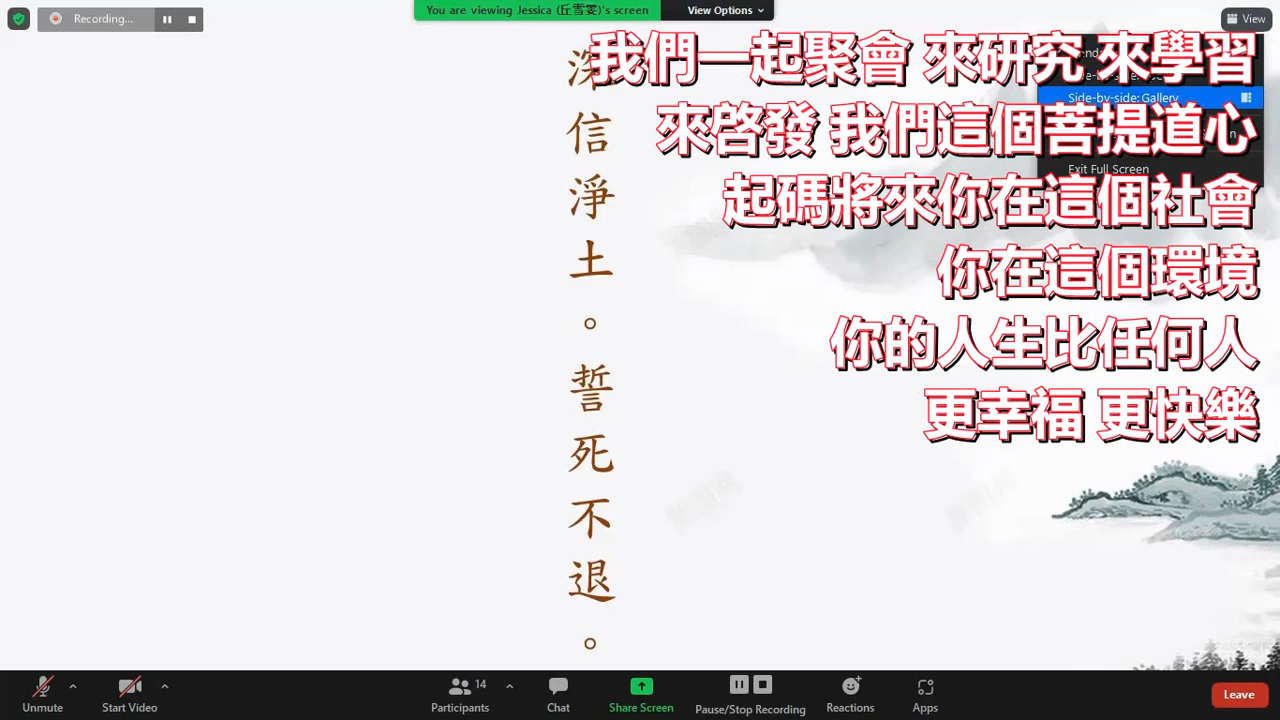 Recording...
You are viewing Jessica (丘雪雯)'s screen
View Options
View
我們一起聚會 來研究 來學習
Side-by-side: Gallery
來啓發 我們這個菩提道心
Exit Full Screen
起碼將來你在這個社會
你在這個環境
你的人生比任何人
更幸福 更快樂
深信淨土。誓死不退。
Unmute
Start Video
Participants
14
Chat
Share Screen
Pause/Stop Recording
Reactions
Apps
Leave